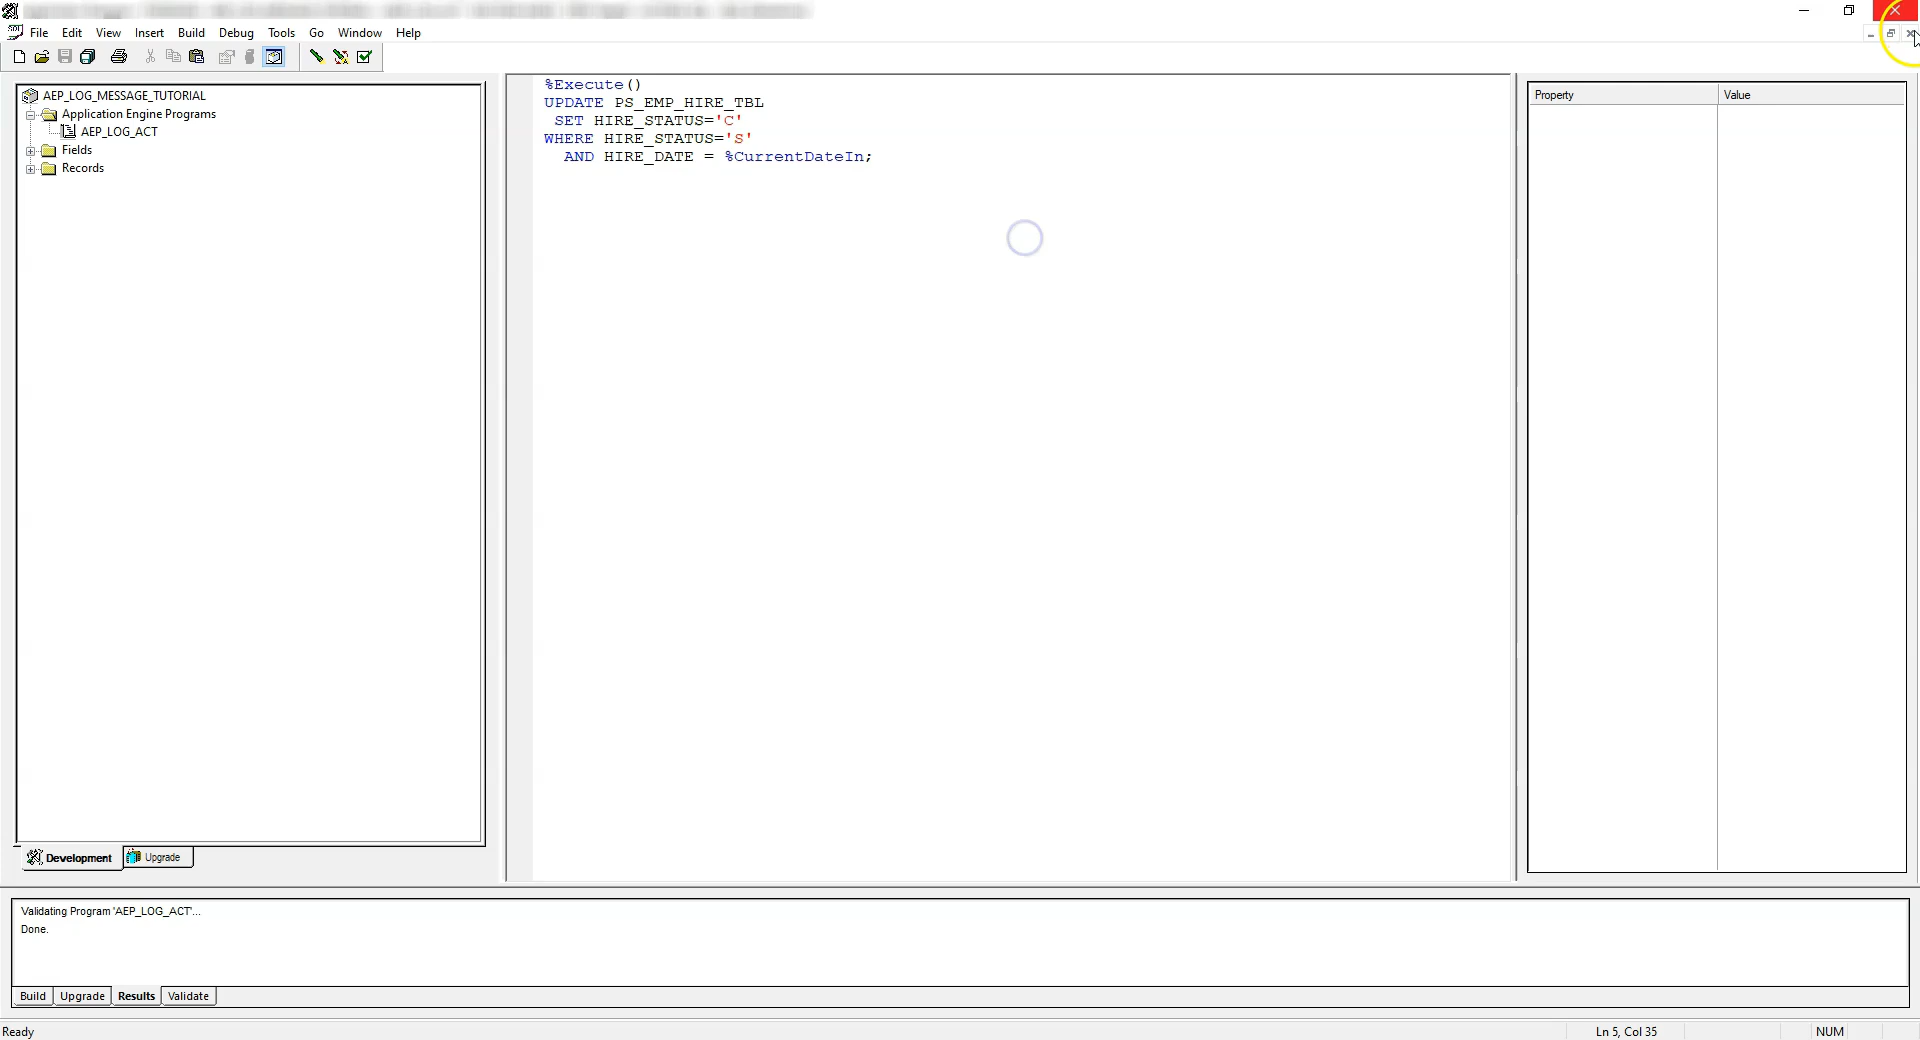 File Edit View Insert Build Debug Tools Go Window Help
AEP_LOG_MESSAGE_TUTORIAL
Application Engine Programs
AEP_LOG_ACT
Fields
Records
Development
Upgrade
%Execute()
UPDATE PS_EMP_HIRE_TBL
SET HIRE_STATUS='C'
WHERE HIRE_STATUS='S'
AND HIRE_DATE = %CurrentDateIn;
Property Value
Validating Program 'AEP_LOG_ACT'...
Done.
Build Upgrade Results Validate
Ready Ln 5, Col 35 NUM